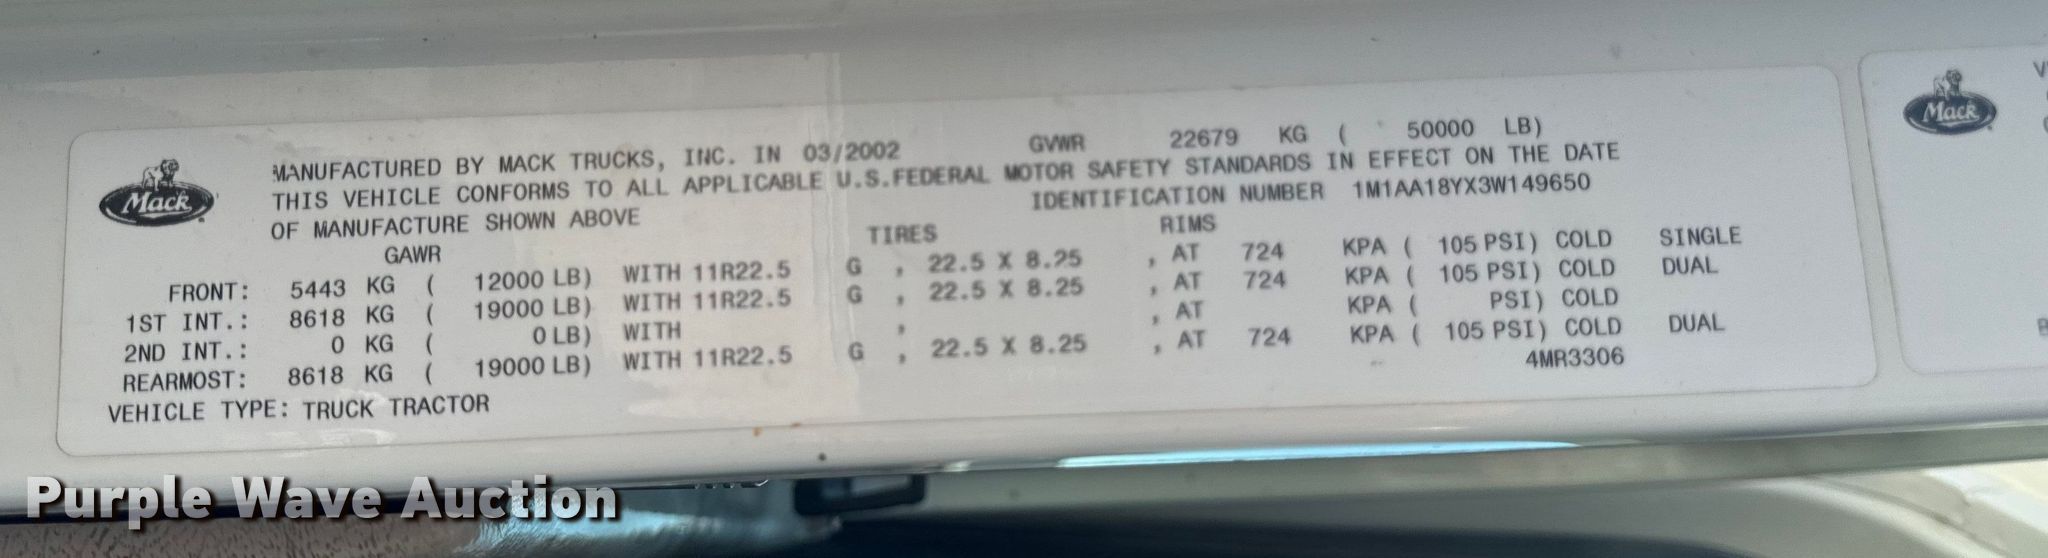 MANUFACTURED BY MACK TRUCKS, INC. IN 03/2002 GVWR 22679 KG ( 50000 LB)
THIS VEHICLE CONFORMS TO ALL APPLICABLE U.S.FEDERAL MOTOR SAFETY STANDARDS IN EFFECT ON THE DATE
OF MANUFACTURE SHOWN ABOVE IDENTIFICATION NUMBER 1M1AA18YX3W149650
GAWR TIRES RIMS
FRONT: 5443 KG ( 12000 LB) WITH 11R22.5 G , 22.5 X 8.25 , AT 724 KPA ( 105 PSI) COLD SINGLE
1ST INT.: 8618 KG ( 19000 LB) WITH 11R22.5 G , 22.5 X 8.25 , AT 724 KPA ( 105 PSI) COLD DUAL
2ND INT.: 0 KG ( 0 LB) WITH , , AT KPA ( PSI) COLD
REARMOST: 8618 KG ( 19000 LB) WITH 11R22.5 G , 22.5 X 8.25 , AT 724 KPA ( 105 PSI) COLD DUAL
VEHICLE TYPE: TRUCK TRACTOR 4MR3306
Mack
Mack
Purple Wave Auction